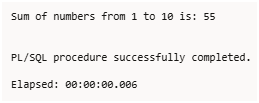 Sum of numbers from 1 to 10 is: 55
PL/SQL procedure successfully completed.
Elapsed: 00:00:00.006